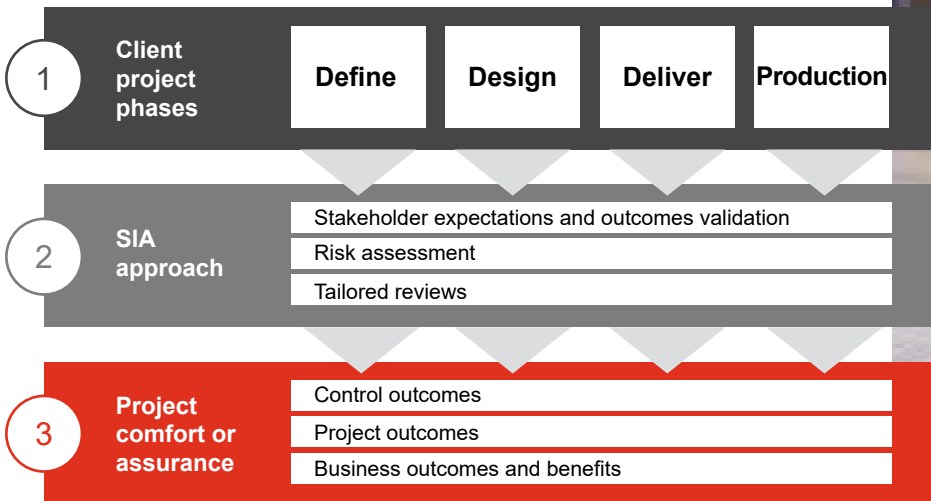 1
Client
project
phases
Define
Design
Deliver
Production
2
SIA
approach
Stakeholder expectations and outcomes validation
Risk assessment
Tailored reviews
3
Project
comfort or
assurance
Control outcomes
Project outcomes
Business outcomes and benefits